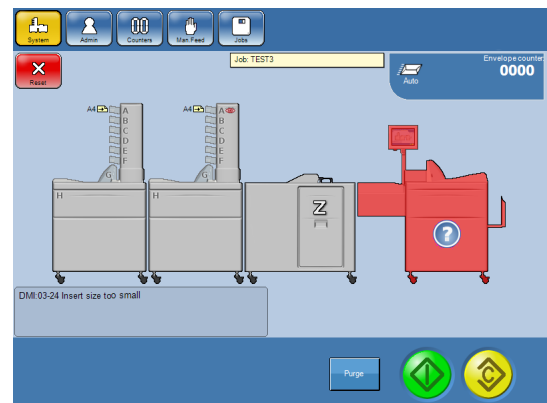 System
Admin
Counters
Man.Feed
Jobs
Reset
Job: TEST3
Auto
Envelope counter:
0000
A4
A
B
C
D
E
F
G
H
A4
A
B
C
D
E
F
G
H
Z
?
DMI:03-24 Insert size too small
Purge
C